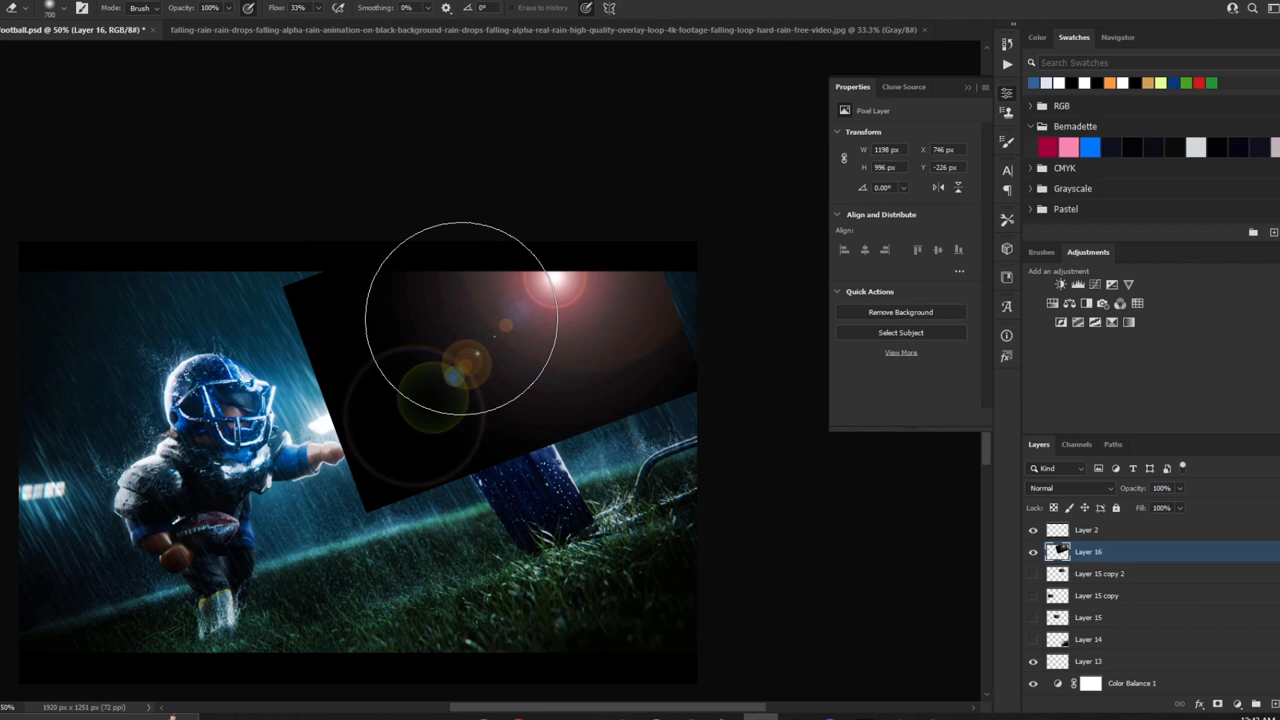 700
Mode: Brush Opacity: 100% Flow: 33% Smoothing: 0% 0° Erase to History
ootball.psd @ 50% (Layer 16, RGB/8#) * × falling-rain-rain-drops-falling-alpha-rain-animation-on-black-background-rain-drops-falling-alpha-real-rain-high-quality-overlay-loop-4k-footage-falling-loop-hard-rain-free-video.jpg @ 33.3% (Gray/8#) ×
Color Swatches Navigator
Search Swatches
RGB
Bernadette
CMYK
Grayscale
Pastel
Properties Clone Source
Pixel Layer
Transform
W 1198 px X 746 px
H 996 px Y -226 px
0.00°
Align and Distribute
Align:
Quick Actions
Remove Background
Select Subject
View More
Brushes Adjustments
Add an adjustment
Layers Channels Paths
Kind
Normal Opacity: 100%
Lock: Fill: 100%
Layer 2
Layer 16
Layer 15 copy 2
Layer 15 copy
Layer 15
Layer 14
Layer 13
Color Balance 1
50% 1920 px x 1251 px (72 ppi)